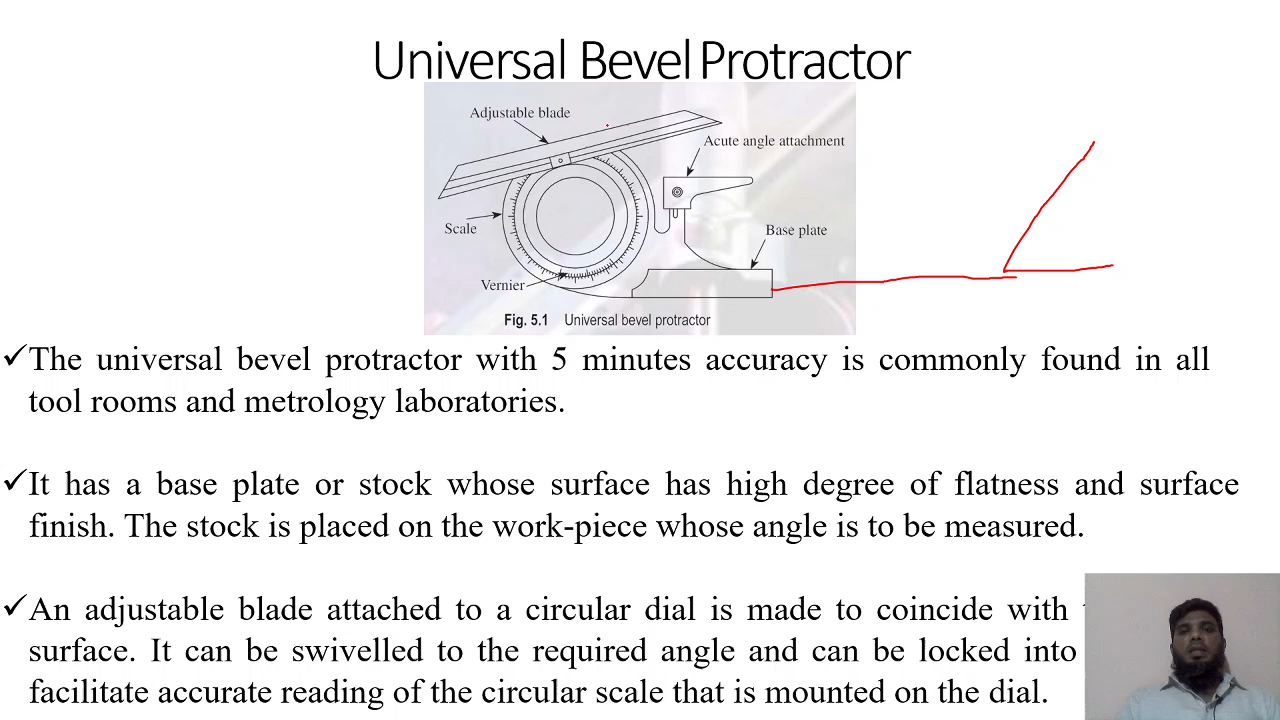 Universal Bevel Protractor
Adjustable blade
Acute angle attachment
Scale
Base plate
Vernier
Fig. 5.1 Universal bevel protractor
✓The universal bevel protractor with 5 minutes accuracy is commonly found in all
tool rooms and metrology laboratories.
✓It has a base plate or stock whose surface has high degree of flatness and surface
finish. The stock is placed on the work-piece whose angle is to be measured.
✓An adjustable blade attached to a circular dial is made to coincide with
surface. It can be swivelled to the required angle and can be locked into
facilitate accurate reading of the circular scale that is mounted on the dial.